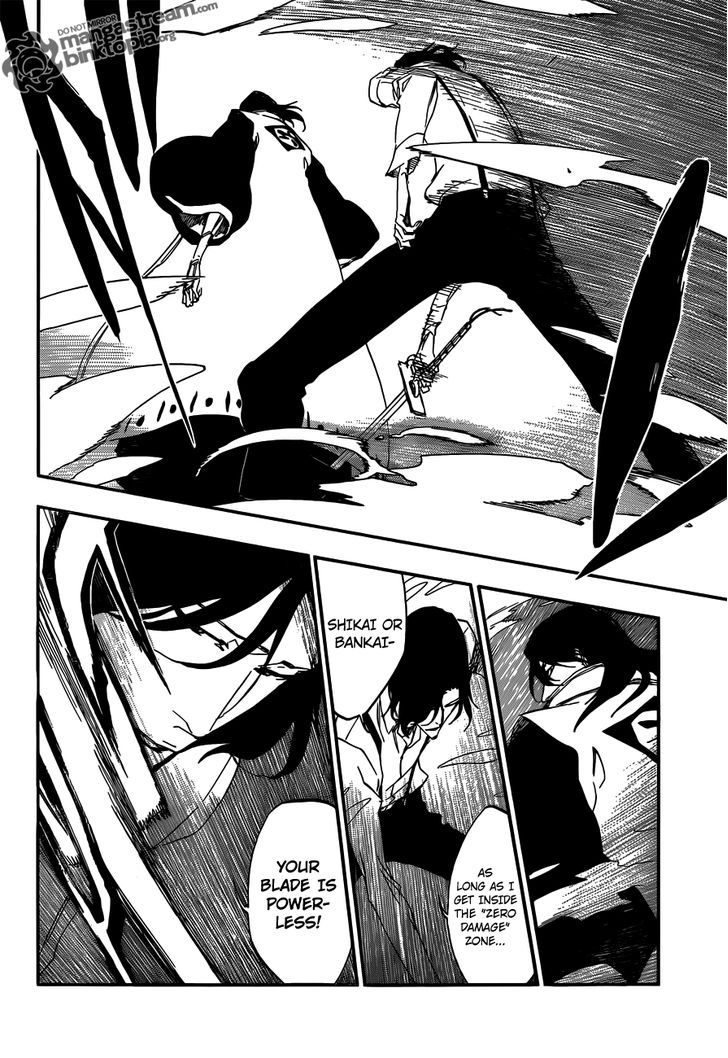 DO NOT MIRROR
mangastream.com
binktopia.org
AS
LONG AS I
GET INSIDE
THE "ZERO
DAMAGE"
ZONE...
SHIKAI OR
BANKAI-
YOUR
BLADE IS
POWER-
LESS!